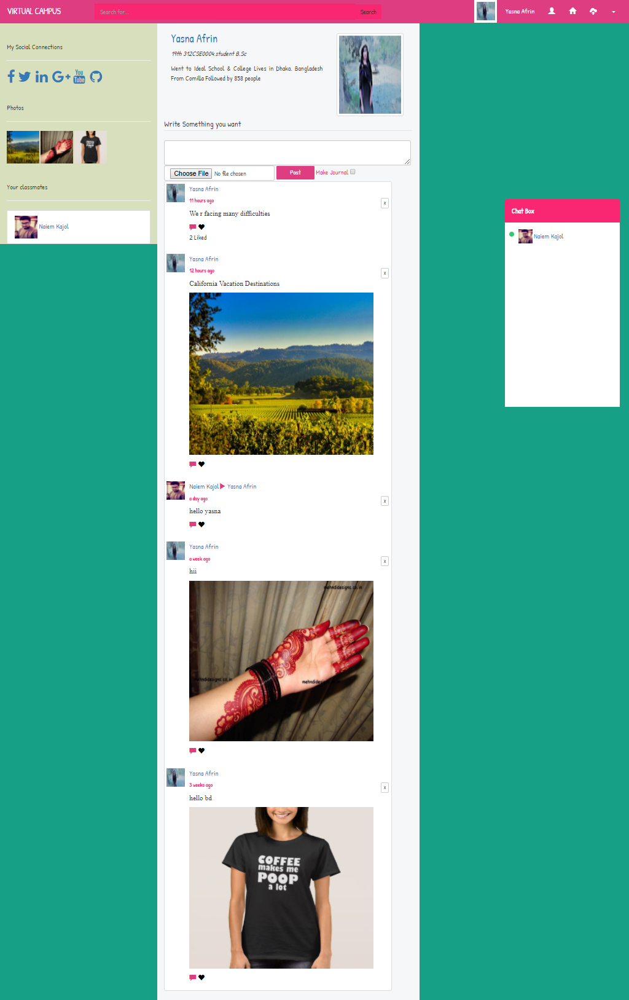 VIRTUAL CAMPUS
Search for...
Search
Yasna Afrin
My Social Connections
You
Tube
Photos
Your classmates
Naiem Kajol
Yasna Afrin
19th 312CSE0004.student B.Sc
Went to Ideal School & College Lives in Dhaka, Bangladesh
From Comilla Followed by 858 people
Write Something you want
Choose File No file chosen
Post
Make Journal
Yasna Afrin
11 hours ago
x
We r facing many difficulties
2 Liked
Yasna Afrin
12 hours ago
x
California Vacation Destinations
Naiem Kajol Yasna Afrin
a day ago
x
hello yasna
Yasna Afrin
a week ago
x
hii
mehndidesigns.co.in
mehndidesigns.co.in
mehndidesigns.co.in
Yasna Afrin
3 weeks ago
x
hello bd
COFFEE
makes me
POOP
a lot
Chat Box
Naiem Kajol